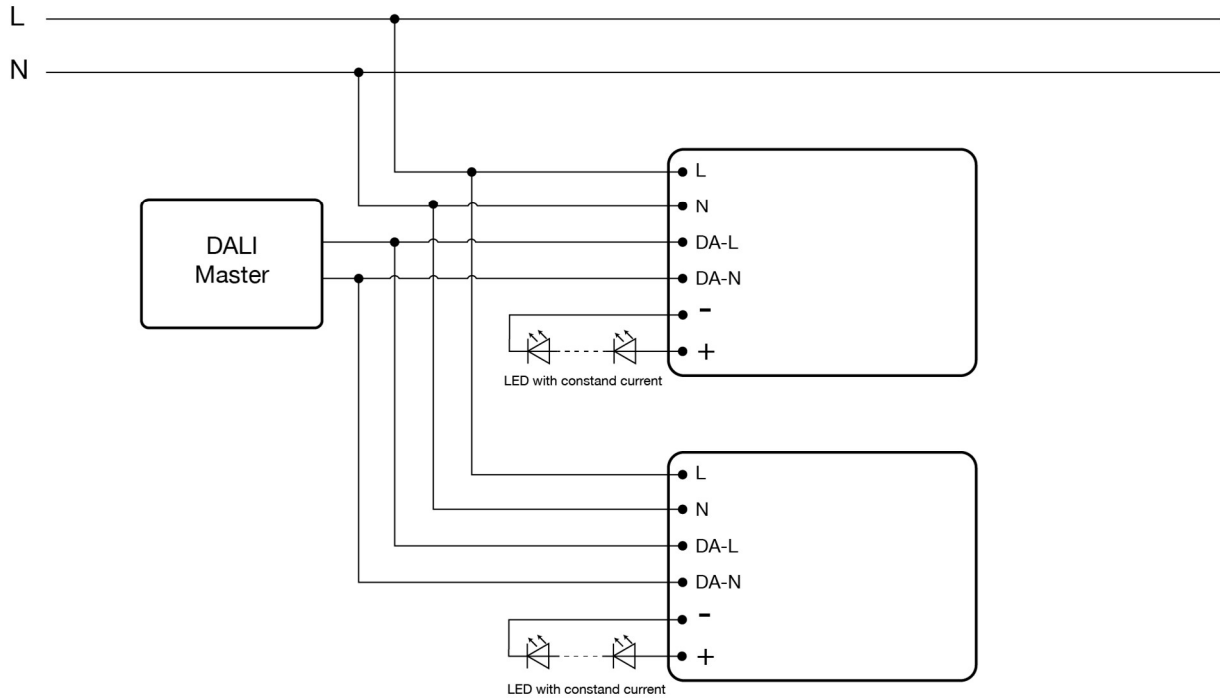 L
N
DALI
Master
L
N
DA-L
DA-N
-
+
LED with constand current
L
N
DA-L
DA-N
-
+
LED with constand current